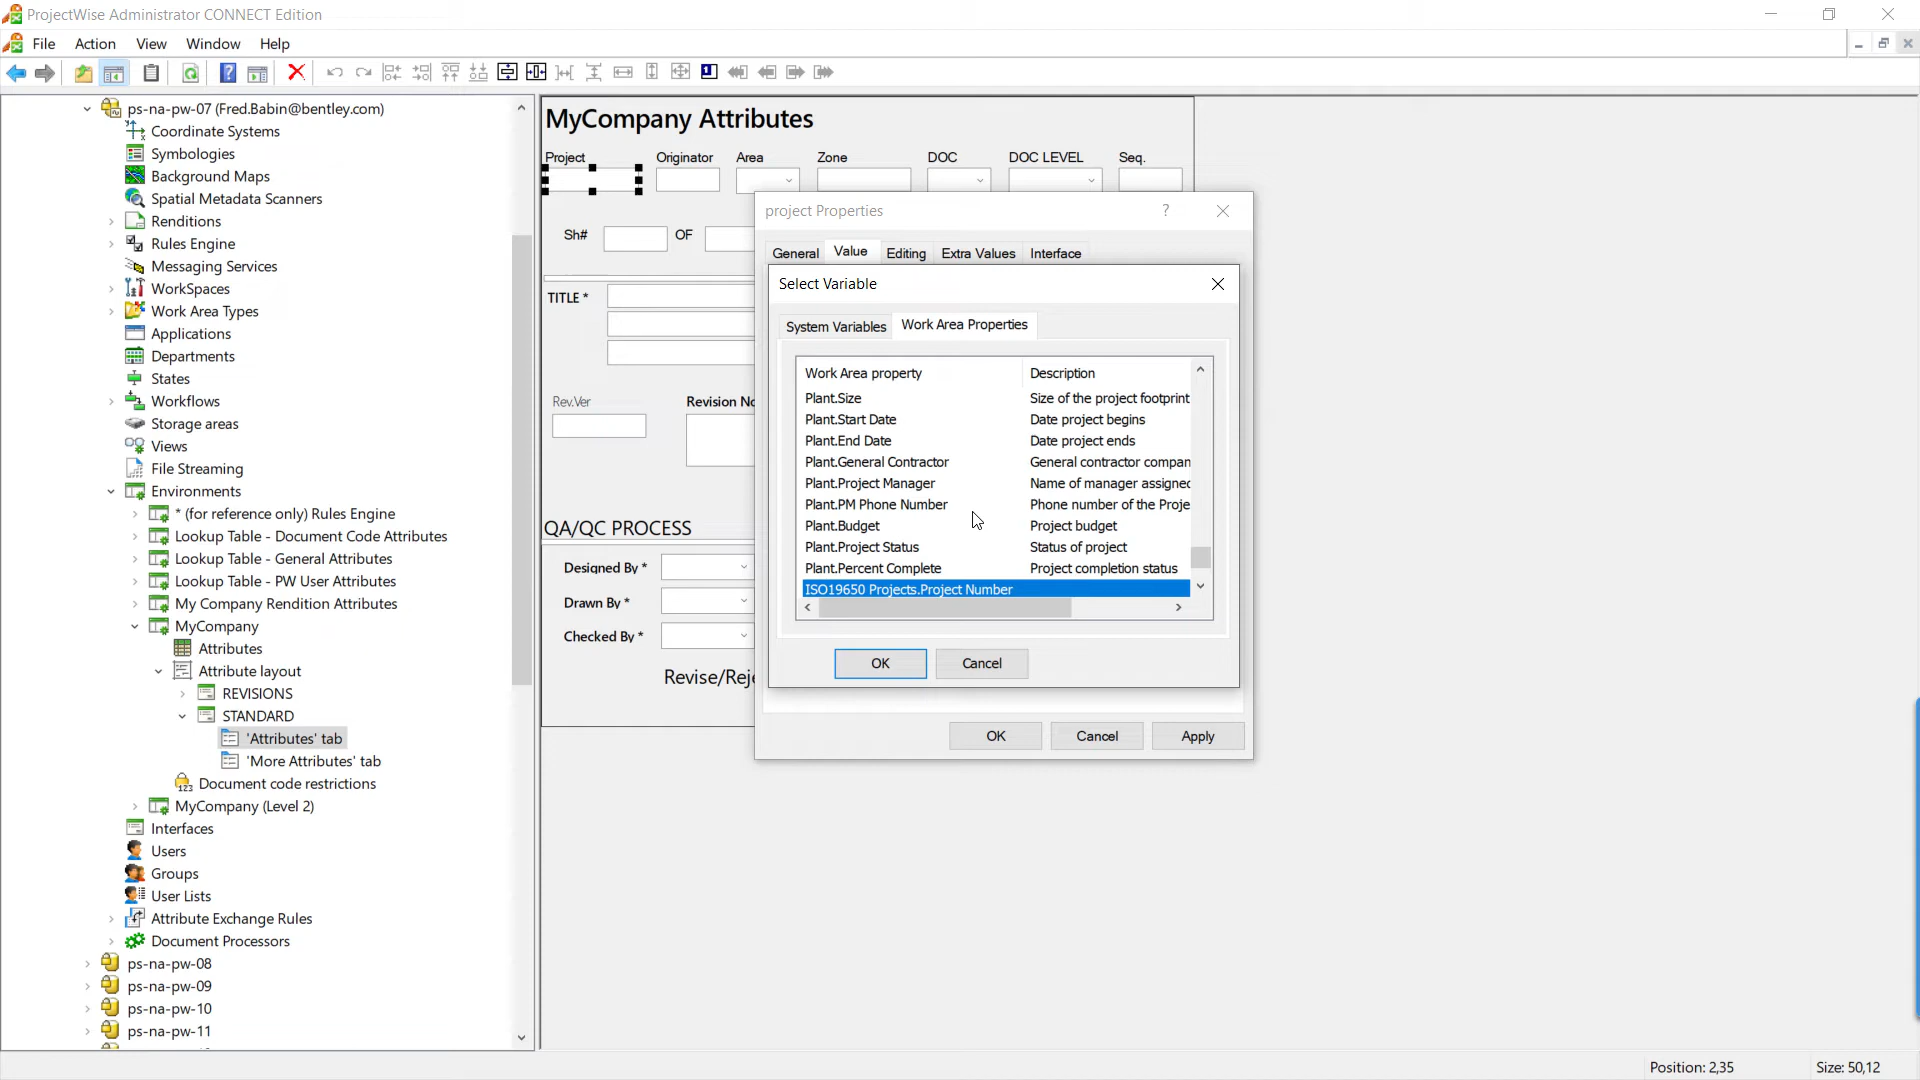 ProjectWise Administrator CONNECT Edition
File Action View Window Help
ps-na-pw-07 (Fred.Babin@bentley.com)
Coordinate Systems
Symbologies
Background Maps
Spatial Metadata Scanners
Renditions
Rules Engine
Messaging Services
WorkSpaces
Work Area Types
Applications
Departments
States
Workflows
Storage areas
Views
File Streaming
Environments
* (for reference only) Rules Engine
Lookup Table - Document Code Attributes
Lookup Table - General Attributes
Lookup Table - PW User Attributes
My Company Rendition Attributes
MyCompany
Attributes
Attribute layout
REVISIONS
STANDARD
'Attributes' tab
'More Attributes' tab
Document code restrictions
MyCompany (Level 2)
Interfaces
Users
Groups
User Lists
Attribute Exchange Rules
Document Processors
ps-na-pw-08
ps-na-pw-09
ps-na-pw-10
ps-na-pw-11
MyCompany Attributes
Project Originator Area Zone DOC DOC LEVEL Seq.
Sh# OF
TITLE *
Rev.Ver Revision No
QA/QC PROCESS
Designed By *
Drawn By *
Checked By *
Revise/Reje
project Properties
General Value Editing Extra Values Interface
Select Variable
System Variables Work Area Properties
Work Area property Description
Plant.Size Size of the project footprint
Plant.Start Date Date project begins
Plant.End Date Date project ends
Plant.General Contractor General contractor compan
Plant.Project Manager Name of manager assigned
Plant.PM Phone Number Phone number of the Proje
Plant.Budget Project budget
Plant.Project Status Status of project
Plant.Percent Complete Project completion status
ISO19650 Projects.Project Number
OK Cancel
OK Cancel Apply
Position: 2,35 Size: 50,12